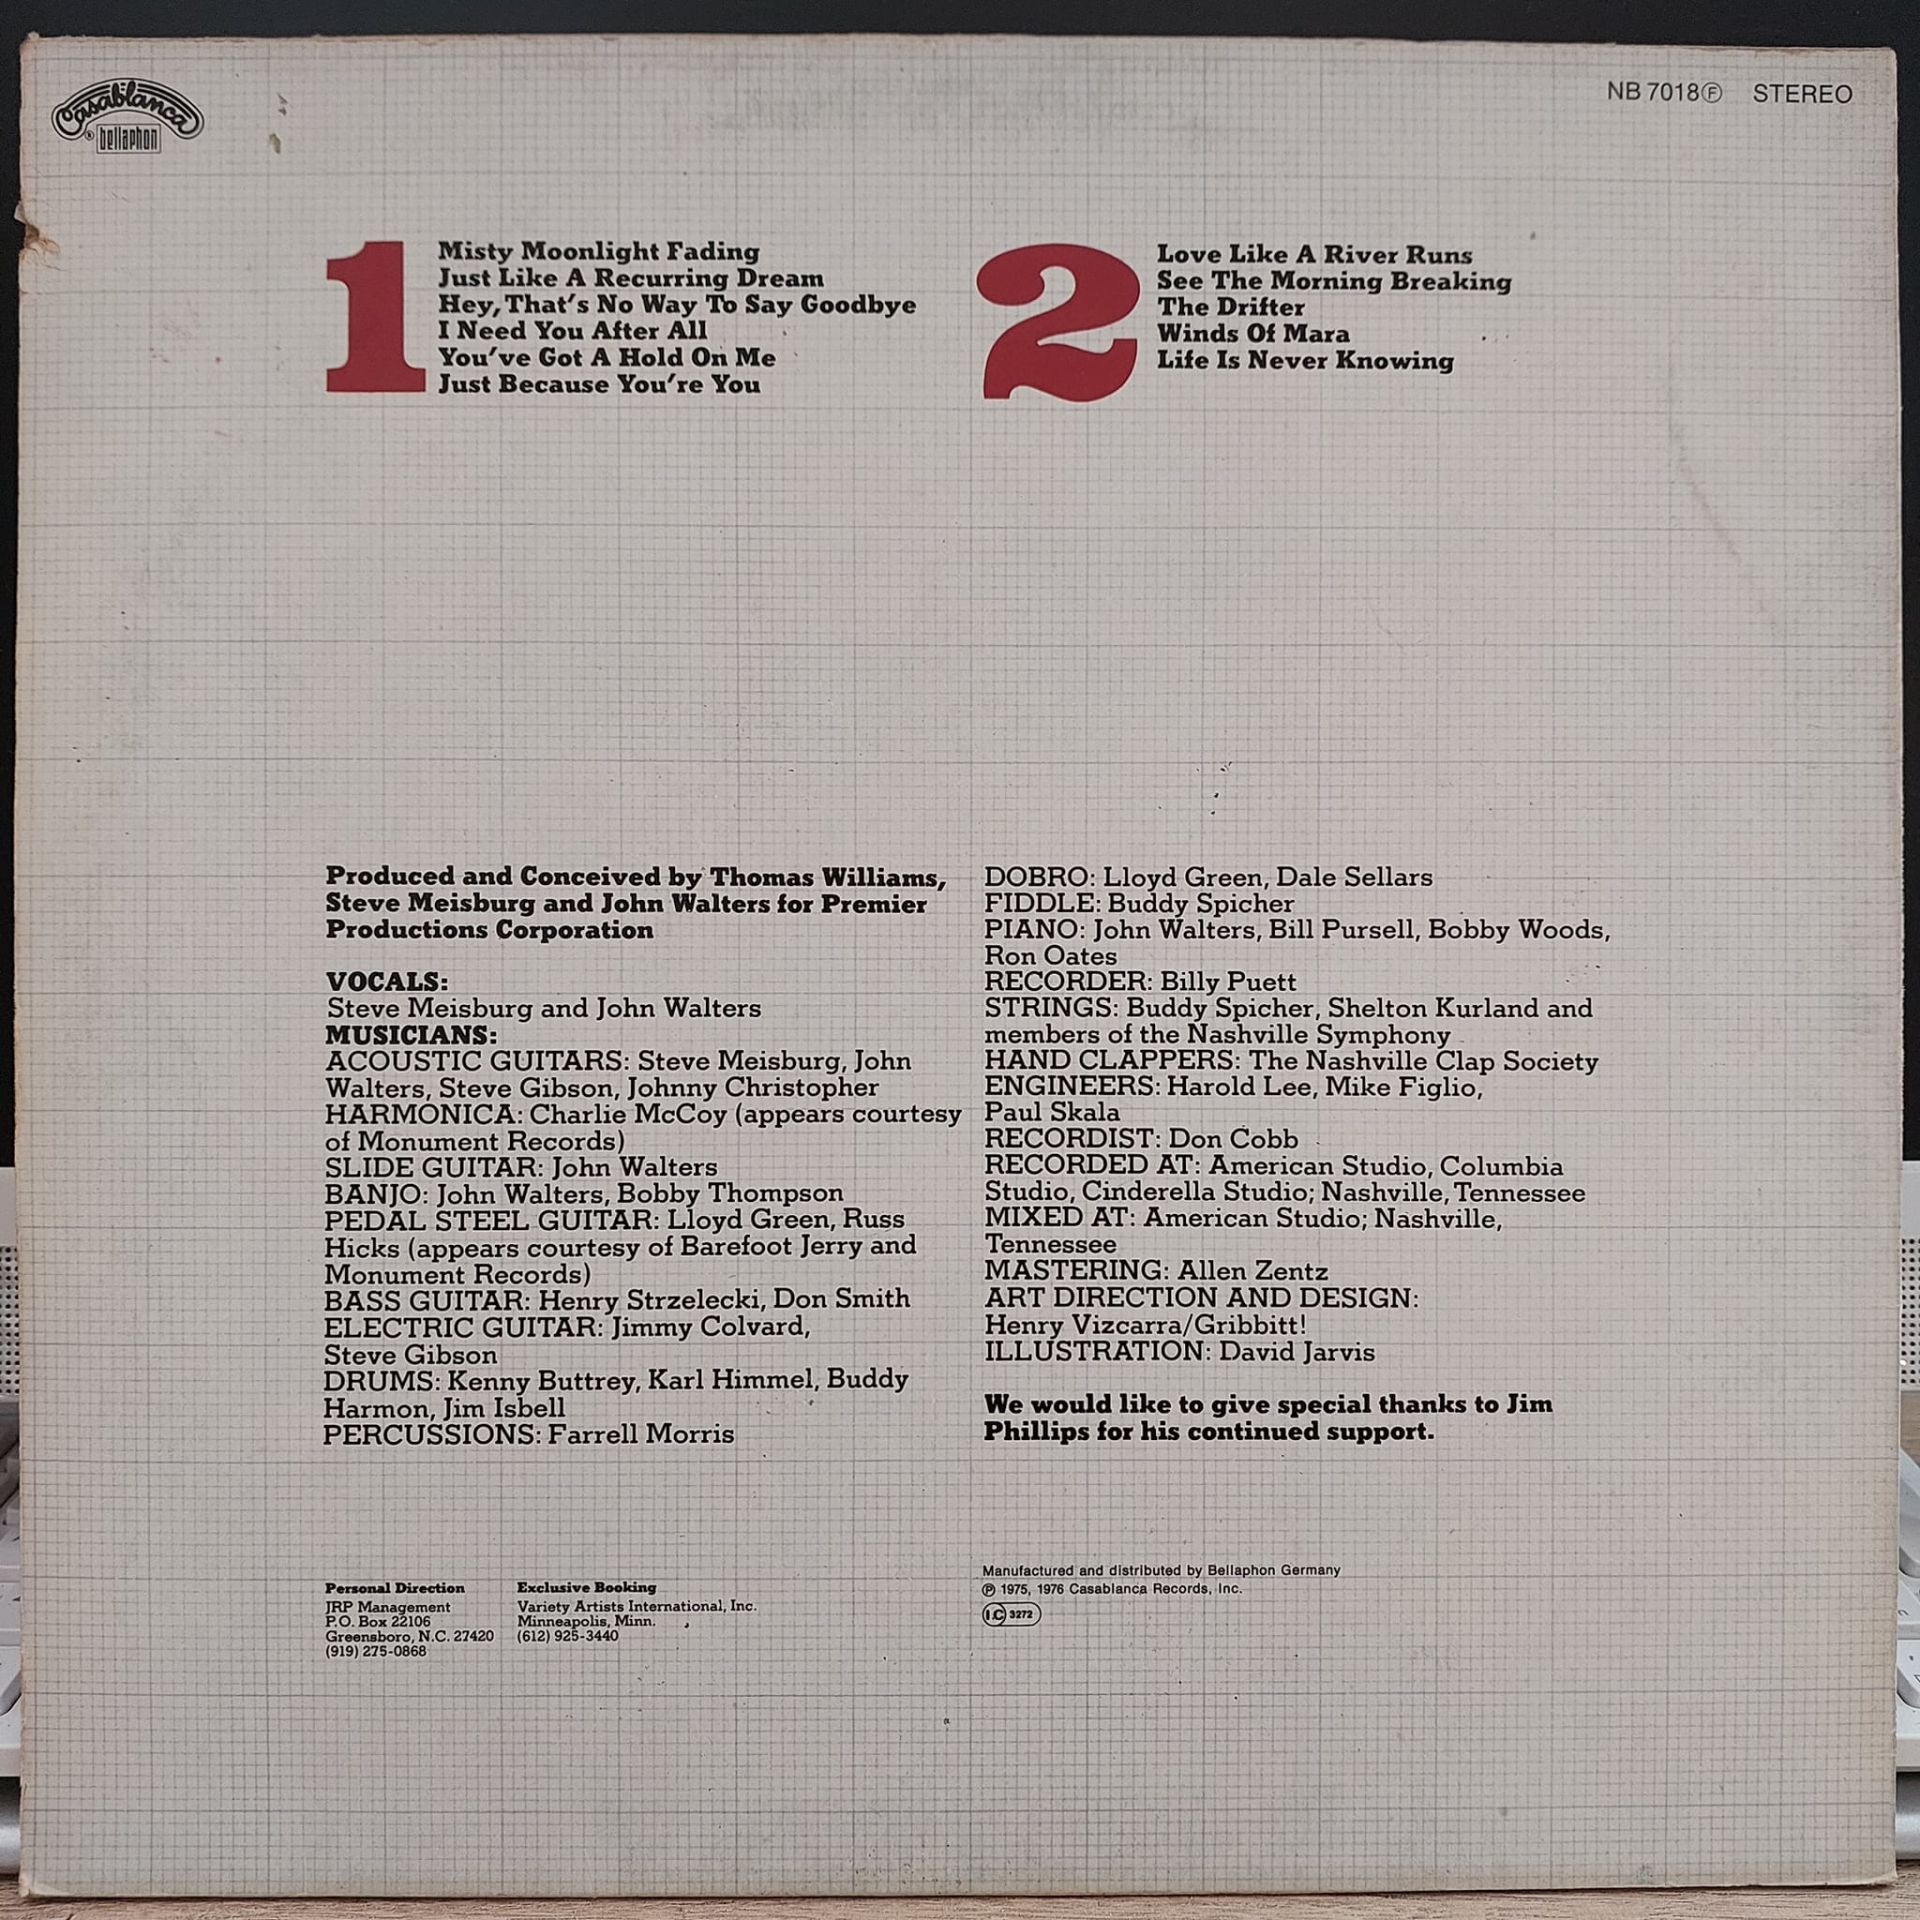 Casablanca
bellaphon
NB 7018Ⓕ STEREO
1
Misty Moonlight Fading
Just Like A Recurring Dream
Hey, That's No Way To Say Goodbye
I Need You After All
You've Got A Hold On Me
Just Because You're You
2
Love Like A River Runs
See The Morning Breaking
The Drifter
Winds Of Mara
Life Is Never Knowing
Produced and Conceived by Thomas Williams,
Steve Meisburg and John Walters for Premier
Productions Corporation
VOCALS:
Steve Meisburg and John Walters
MUSICIANS:
ACOUSTIC GUITARS: Steve Meisburg, John
Walters, Steve Gibson, Johnny Christopher
HARMONICA: Charlie McCoy (appears courtesy
of Monument Records)
SLIDE GUITAR: John Walters
BANJO: John Walters, Bobby Thompson
PEDAL STEEL GUITAR: Lloyd Green, Russ
Hicks (appears courtesy of Barefoot Jerry and
Monument Records)
BASS GUITAR: Henry Strzelecki, Don Smith
ELECTRIC GUITAR: Jimmy Colvard,
Steve Gibson
DRUMS: Kenny Buttrey, Karl Himmel, Buddy
Harmon, Jim Isbell
PERCUSSIONS: Farrell Morris
DOBRO: Lloyd Green, Dale Sellars
FIDDLE: Buddy Spicher
PIANO: John Walters, Bill Pursell, Bobby Woods,
Ron Oates
RECORDER: Billy Puett
STRINGS: Buddy Spicher, Shelton Kurland and
members of the Nashville Symphony
HAND CLAPPERS: The Nashville Clap Society
ENGINEERS: Harold Lee, Mike Figlio,
Paul Skala
RECORDIST: Don Cobb
RECORDED AT: American Studio, Columbia
Studio, Cinderella Studio; Nashville, Tennessee
MIXED AT: American Studio; Nashville,
Tennessee
MASTERING: Allen Zentz
ART DIRECTION AND DESIGN:
Henry Vizcarra/Gribbitt!
ILLUSTRATION: David Jarvis
We would like to give special thanks to Jim
Phillips for his continued support.
Personal Direction
JRP Management
P.O. Box 22106
Greensboro, N.C. 27420
(919) 275-0868
Exclusive Booking
Variety Artists International, Inc.
Minneapolis, Minn.
(612) 925-3440
Manufactured and distributed by Bellaphon Germany
℗ 1975, 1976 Casablanca Records, Inc.
LC 3272